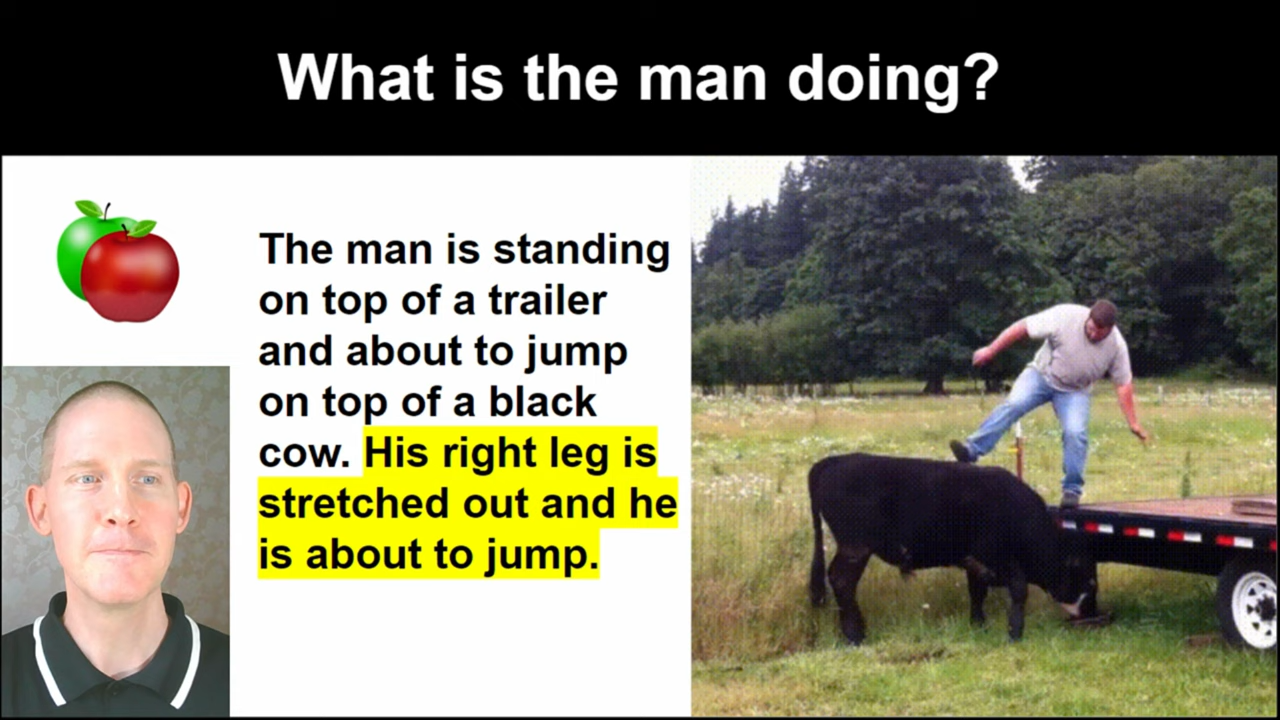 What is the man doing?
The man is standing
on top of a trailer
and about to jump
on top of a black
cow. His right leg is
stretched out and he
is about to jump.